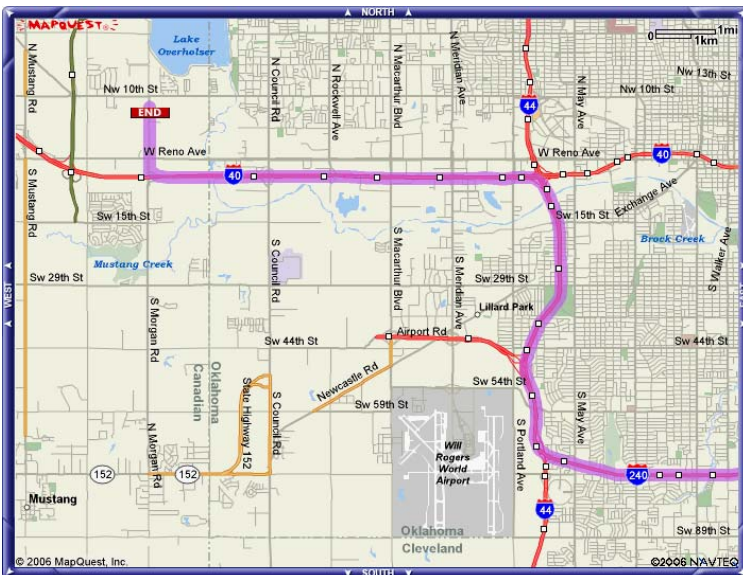 NORTH
MAPQUEST
Lake
Overholser
1mi
1km
N Mustang Rd
N Council Rd
N Rockwell Ave
N Macarthur Blvd
N Meridian Ave
N May Ave
Nw 13th St
Nw 10th St
Nw 10th St
44
END
W Reno Ave
W Reno Ave
40
40
S Mustang Rd
Exchange Ave
Sw 15th St
Sw 15th St
Brock Creek
S Walker Ave
Mustang Creek
S Council Rd
S Macarthur Blvd
S Meridian Ave
WEST
Sw 29th St
Sw 29th St
S Morgan Rd
Lillard Park
Airport Rd
Sw 44th St
Sw 44th St
Oklahoma
Canadian
Newcastle Rd
Sw 54th St
State Highway 152
S Council Rd
Sw 59th St
S Portland Ave
S May Ave
N Morgan Rd
Will
Rogers
World
Airport
152
152
240
Mustang
44
Oklahoma
Cleveland
Sw 89th St
© 2006 MapQuest, Inc.
©2006 NAVTEQ
SOUTH